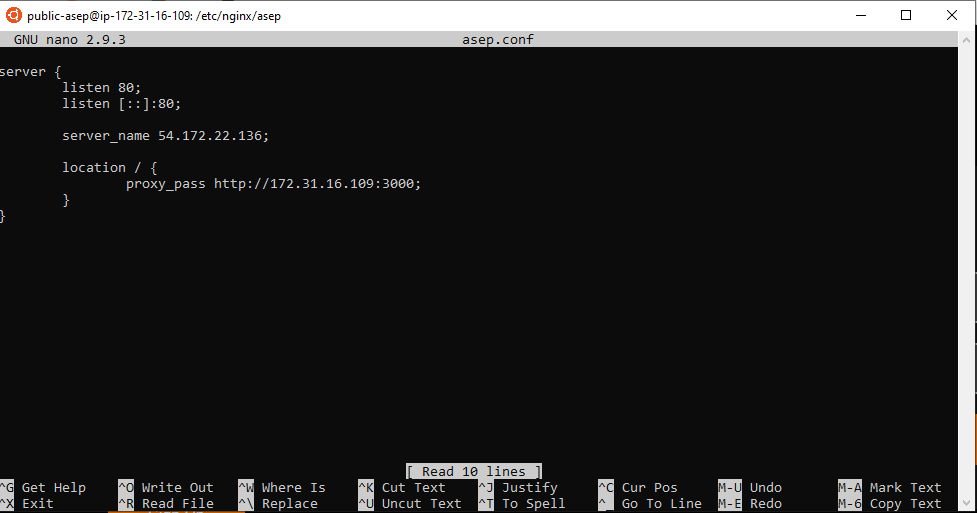 public-asep@ip-172-31-16-109: /etc/nginx/asep
GNU nano 2.9.3 asep.conf
server {
listen 80;
listen [::]:80;
server_name 54.172.22.136;
location / {
proxy_pass http://172.31.16.109:3000;
}
}
[ Read 10 lines ]
^G Get Help ^O Write Out ^W Where Is ^K Cut Text ^J Justify ^C Cur Pos M-U Undo M-A Mark Text
^X Exit ^R Read File ^\ Replace ^U Uncut Text ^T To Spell ^_ Go To Line M-E Redo M-6 Copy Text